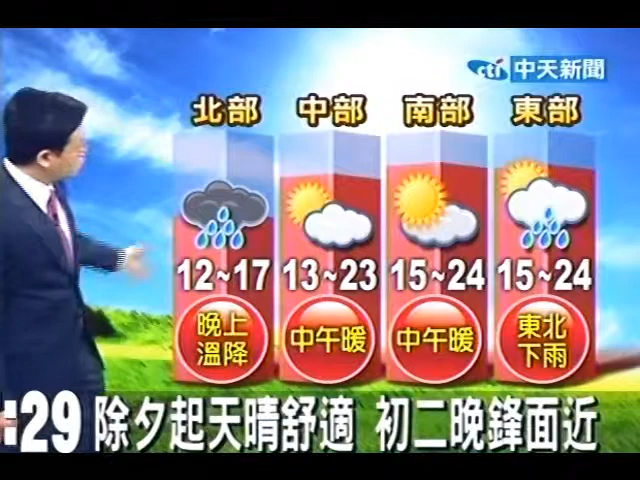 cti 中天新聞
北部 中部 南部 東部
12~17 13~23 15~24 15~24
晚上溫降 中午暖 中午暖 東北下雨
:29 除夕起天晴舒適 初二晚鋒面近